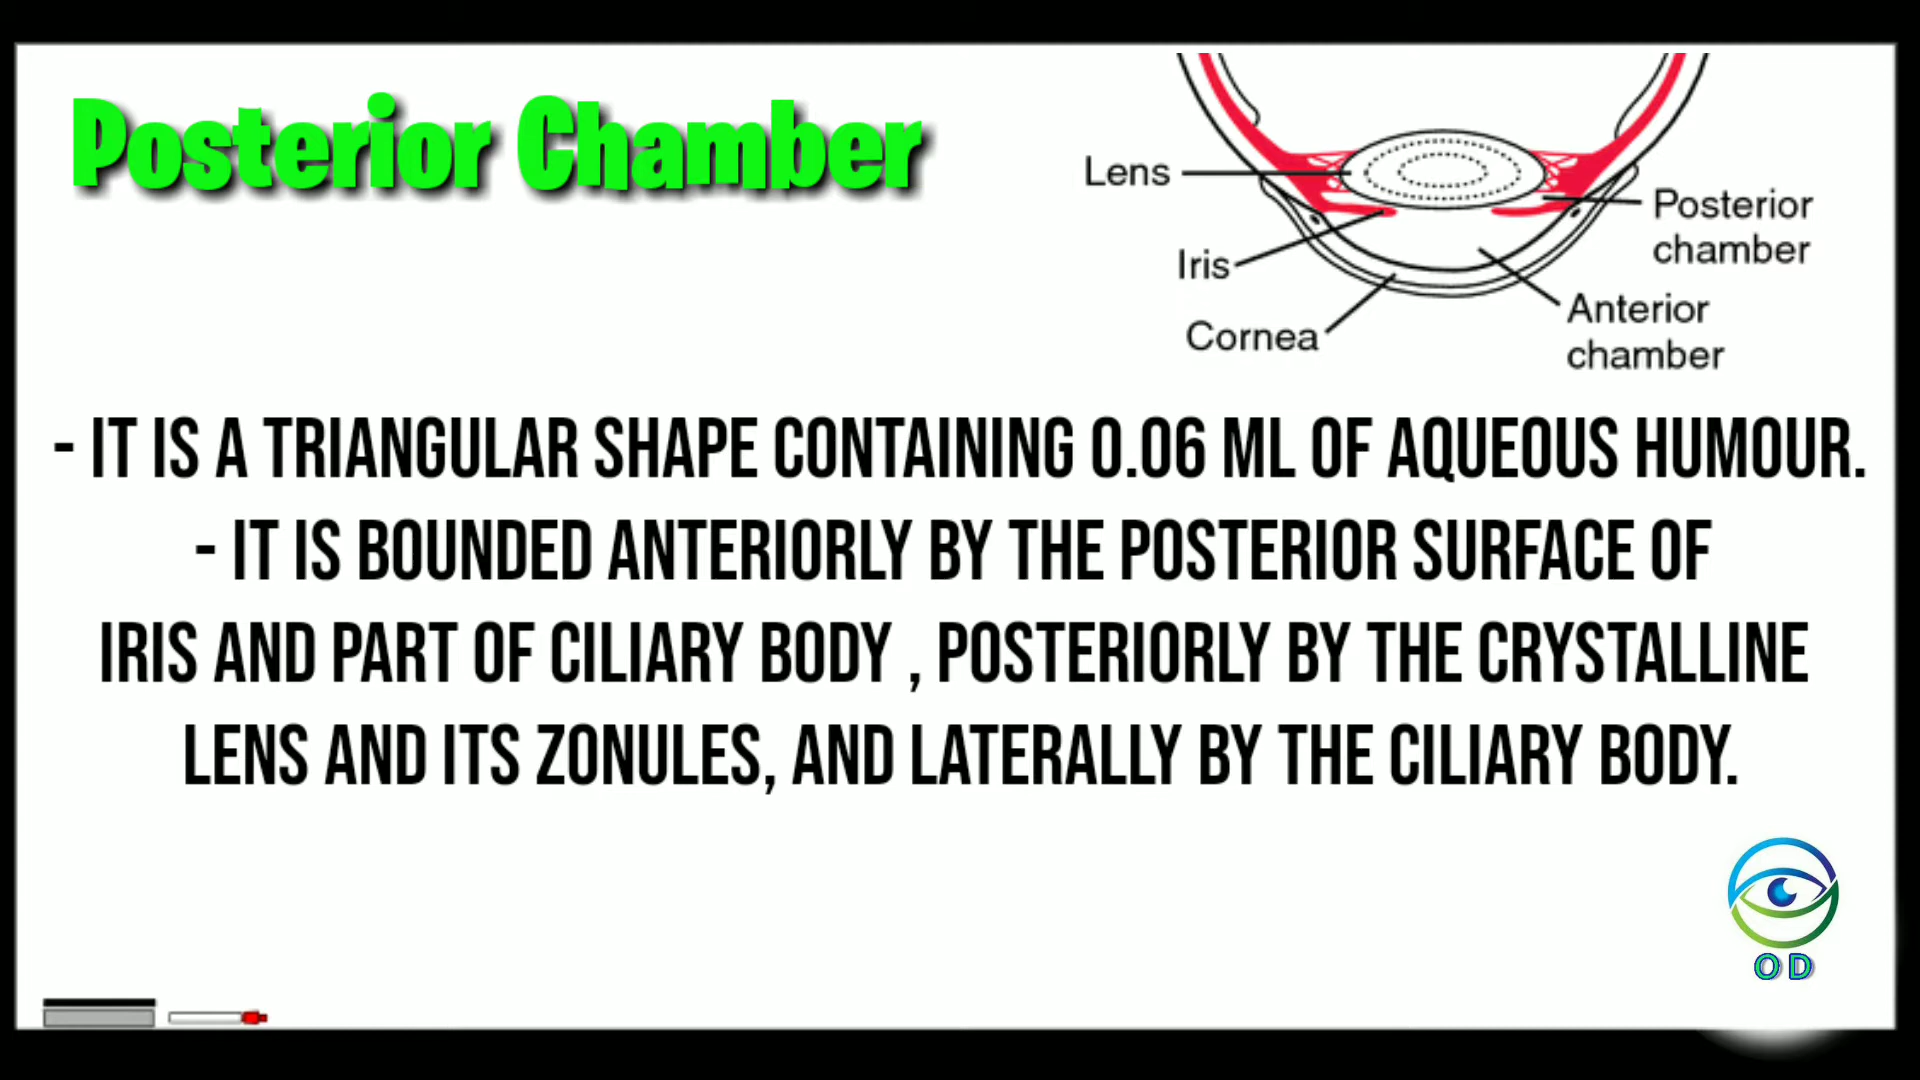 Posterior Chamber
Lens
Iris
Cornea
Posterior
chamber
Anterior
chamber
- IT IS A TRIANGULAR SHAPE CONTAINING 0.06 ML OF AQUEOUS HUMOUR.
- IT IS BOUNDED ANTERIORLY BY THE POSTERIOR SURFACE OF
IRIS AND PART OF CILIARY BODY , POSTERIORLY BY THE CRYSTALLINE
LENS AND ITS ZONULES, AND LATERALLY BY THE CILIARY BODY.
O D